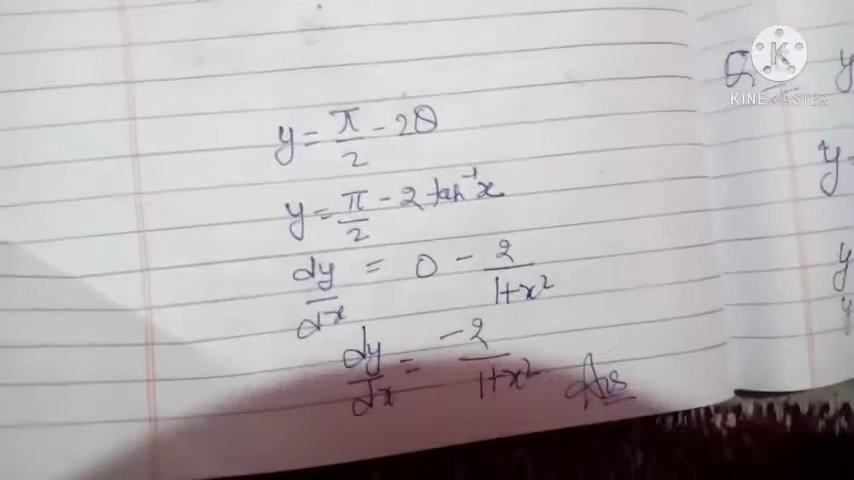 y = π/2 - 2θ
y = π/2 - 2 tan⁻¹x
dy/dx = 0 - 2/1+x²
dy/dx = -2/1+x² Ans
K
KINEMASTER
Q
y
y=
y
y